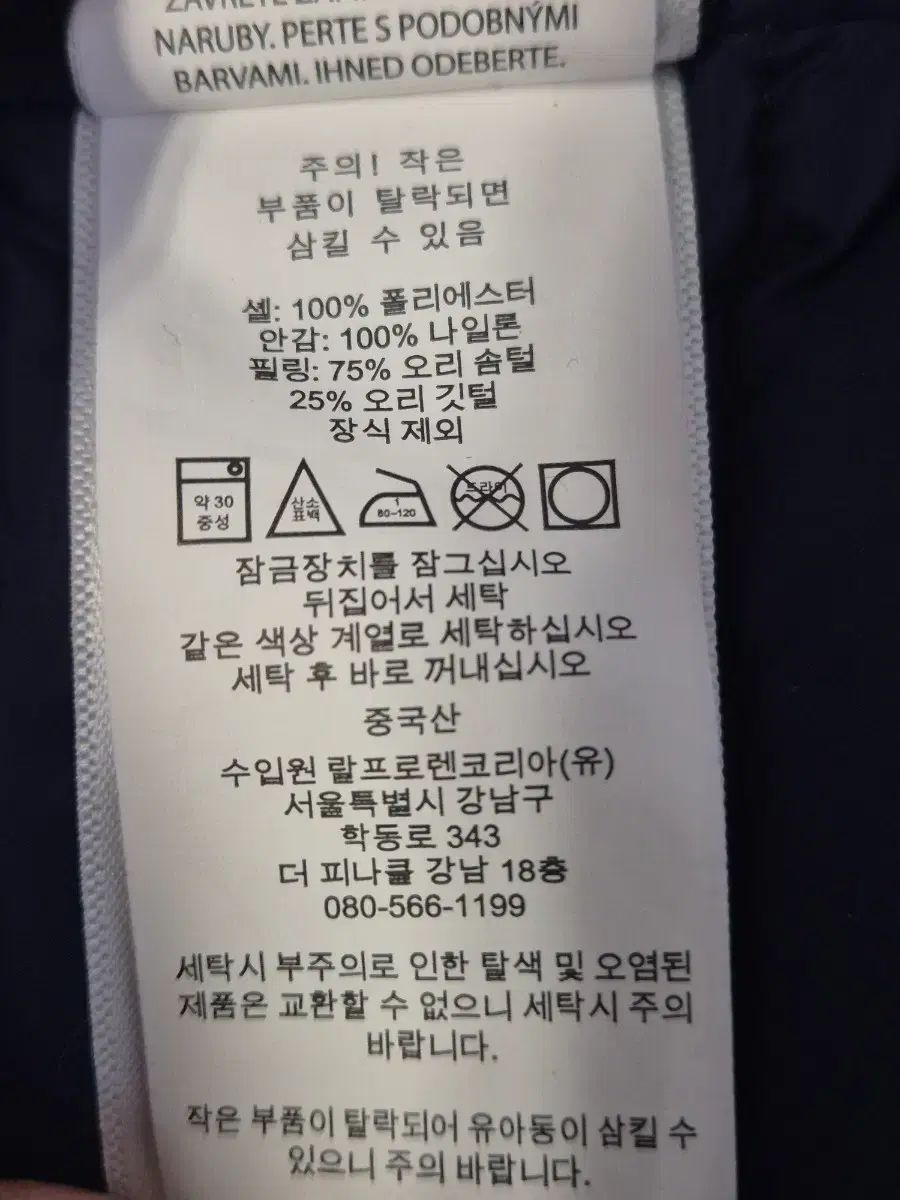 ZAVŘETE
NARUBY. PERTE S PODOBNÝMI
BARVAMI. IHNED ODEBERTE.
주의! 작은
부품이 탈락되면
삼킬 수 있음
셸: 100% 폴리에스터
안감: 100% 나일론
필링: 75% 오리 솜털
25% 오리 깃털
장식 제외
약 30
중성
산소
표백
1
80-120
드라이
잠금장치를 잠그십시오
뒤집어서 세탁
같은 색상 계열로 세탁하십시오
세탁 후 바로 꺼내십시오
중국산
수입원 랄프로렌코리아(유)
서울특별시 강남구
학동로 343
더 피나클 강남 18층
080-566-1199
세탁시 부주의로 인한 탈색 및 오염된
제품은 교환할 수 없으니 세탁시 주의
바랍니다.
작은 부품이 탈락되어 유아동이 삼킬 수
있으니 주의 바랍니다.